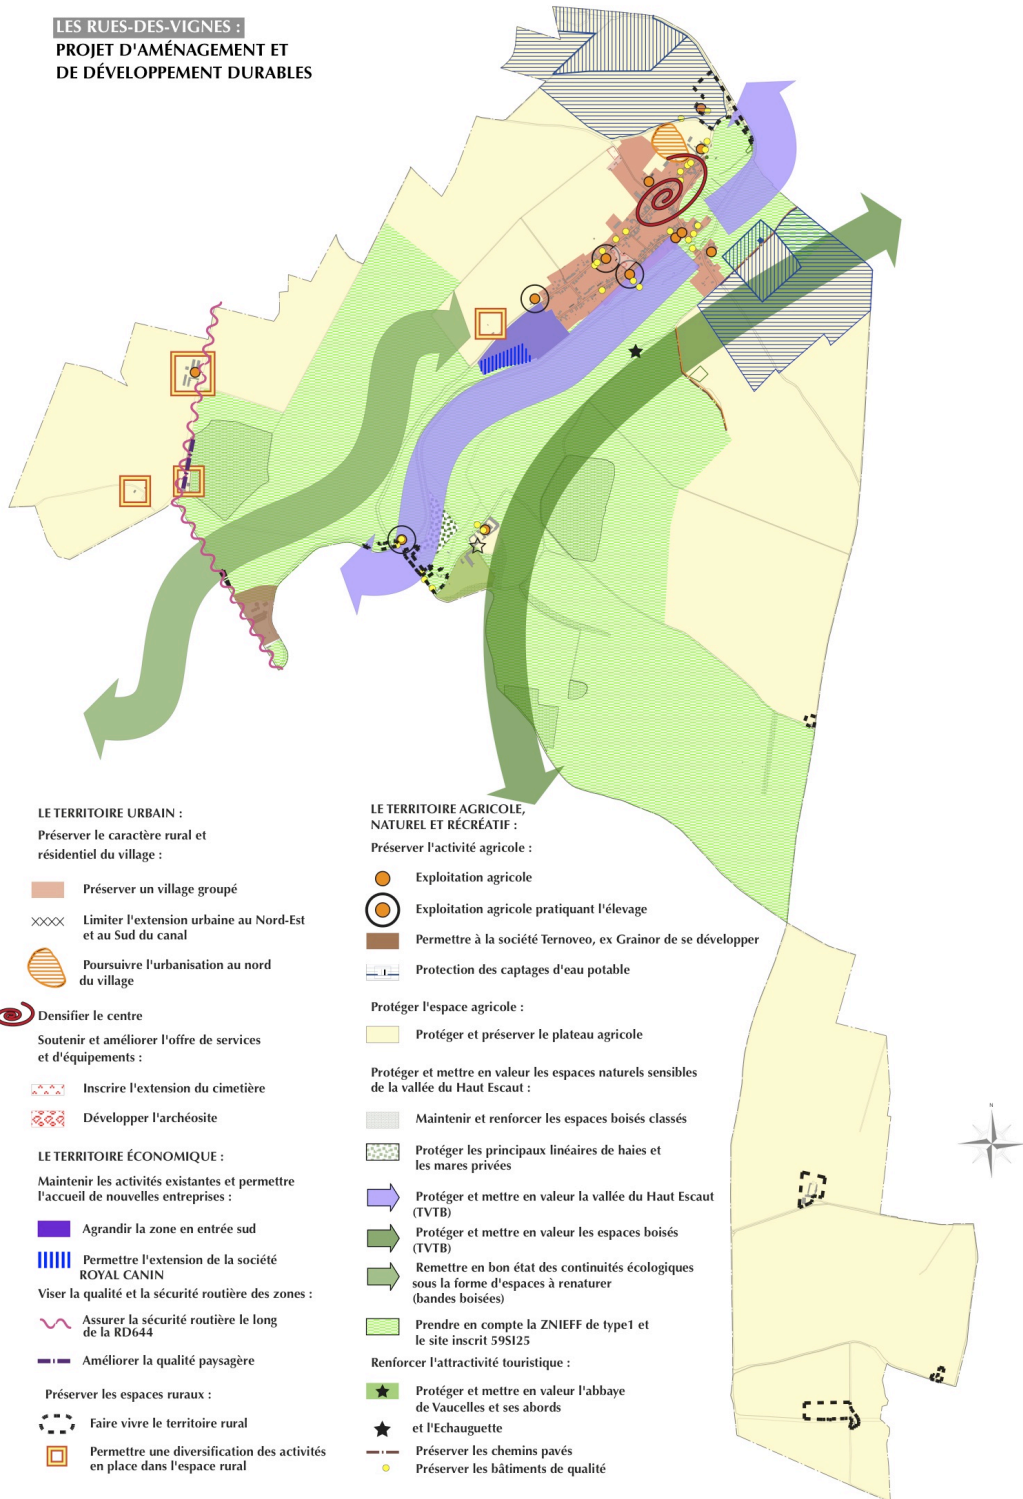 LES RUES-DES-VIGNES :
PROJET D'AMÉNAGEMENT ET
DE DÉVELOPPEMENT DURABLES
LE TERRITOIRE URBAIN :
Préserver le caractère rural et
résidentiel du village :
Préserver un village groupé
Limiter l'extension urbaine au Nord-Est
et au Sud du canal
Poursuivre l'urbanisation au nord
du village
Densifier le centre
Soutenir et améliorer l'offre de services
et d'équipements :
Inscrire l'extension du cimetière
Développer l'archéosite
LE TERRITOIRE ÉCONOMIQUE :
Maintenir les activités existantes et permettre
l'accueil de nouvelles entreprises :
Agrandir la zone en entrée sud
Permettre l'extension de la société
ROYAL CANIN
Viser la qualité et la sécurité routière des zones :
Assurer la sécurité routière le long
de la RD644
Améliorer la qualité paysagère
Préserver les espaces ruraux :
Faire vivre le territoire rural
Permettre une diversification des activités
en place dans l'espace rural
LE TERRITOIRE AGRICOLE,
NATUREL ET RÉCRÉATIF :
Préserver l'activité agricole :
Exploitation agricole
Exploitation agricole pratiquant l'élevage
Permettre à la société Ternoveo, ex Grainor de se développer
Protection des captages d'eau potable
Protéger l'espace agricole :
Protéger et préserver le plateau agricole
Protéger et mettre en valeur les espaces naturels sensibles
de la vallée du Haut Escaut :
Maintenir et renforcer les espaces boisés classés
Protéger les principaux linéaires de haies et
les mares privées
Protéger et mettre en valeur la vallée du Haut Escaut
(TVTB)
Protéger et mettre en valeur les espaces boisés
(TVTB)
Remettre en bon état des continuités écologiques
sous la forme d'espaces à renaturer
(bandes boisées)
Prendre en compte la ZNIEFF de type1 et
le site inscrit 59SI25
Renforcer l'attractivité touristique :
Protéger et mettre en valeur l'abbaye
de Vaucelles et ses abords
et l'Echauguette
Préserver les chemins pavés
Préserver les bâtiments de qualité
N